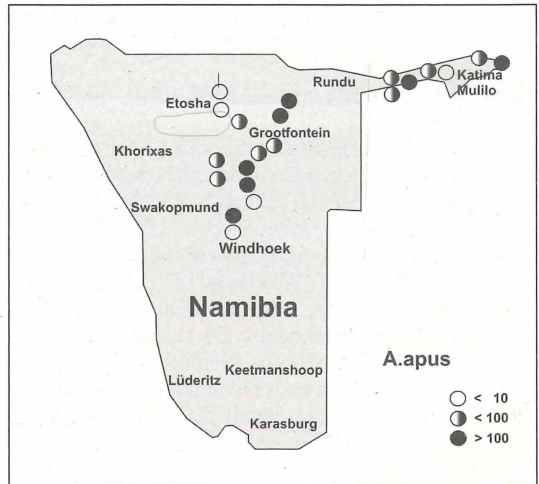 Rundu
Katima
Mulilo
Etosha
Grootfontein
Khorixas
Swakopmund
Windhoek
Namibia
A.apus
Keetmanshoop
Lüderitz
< 10
< 100
> 100
Karasburg